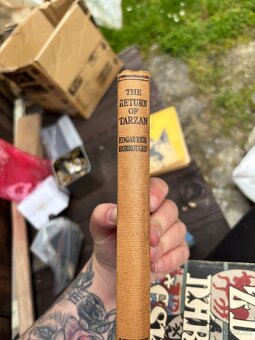 THE
RETURN OF
TARZAN
EDGAR RICE
BURROUGHS